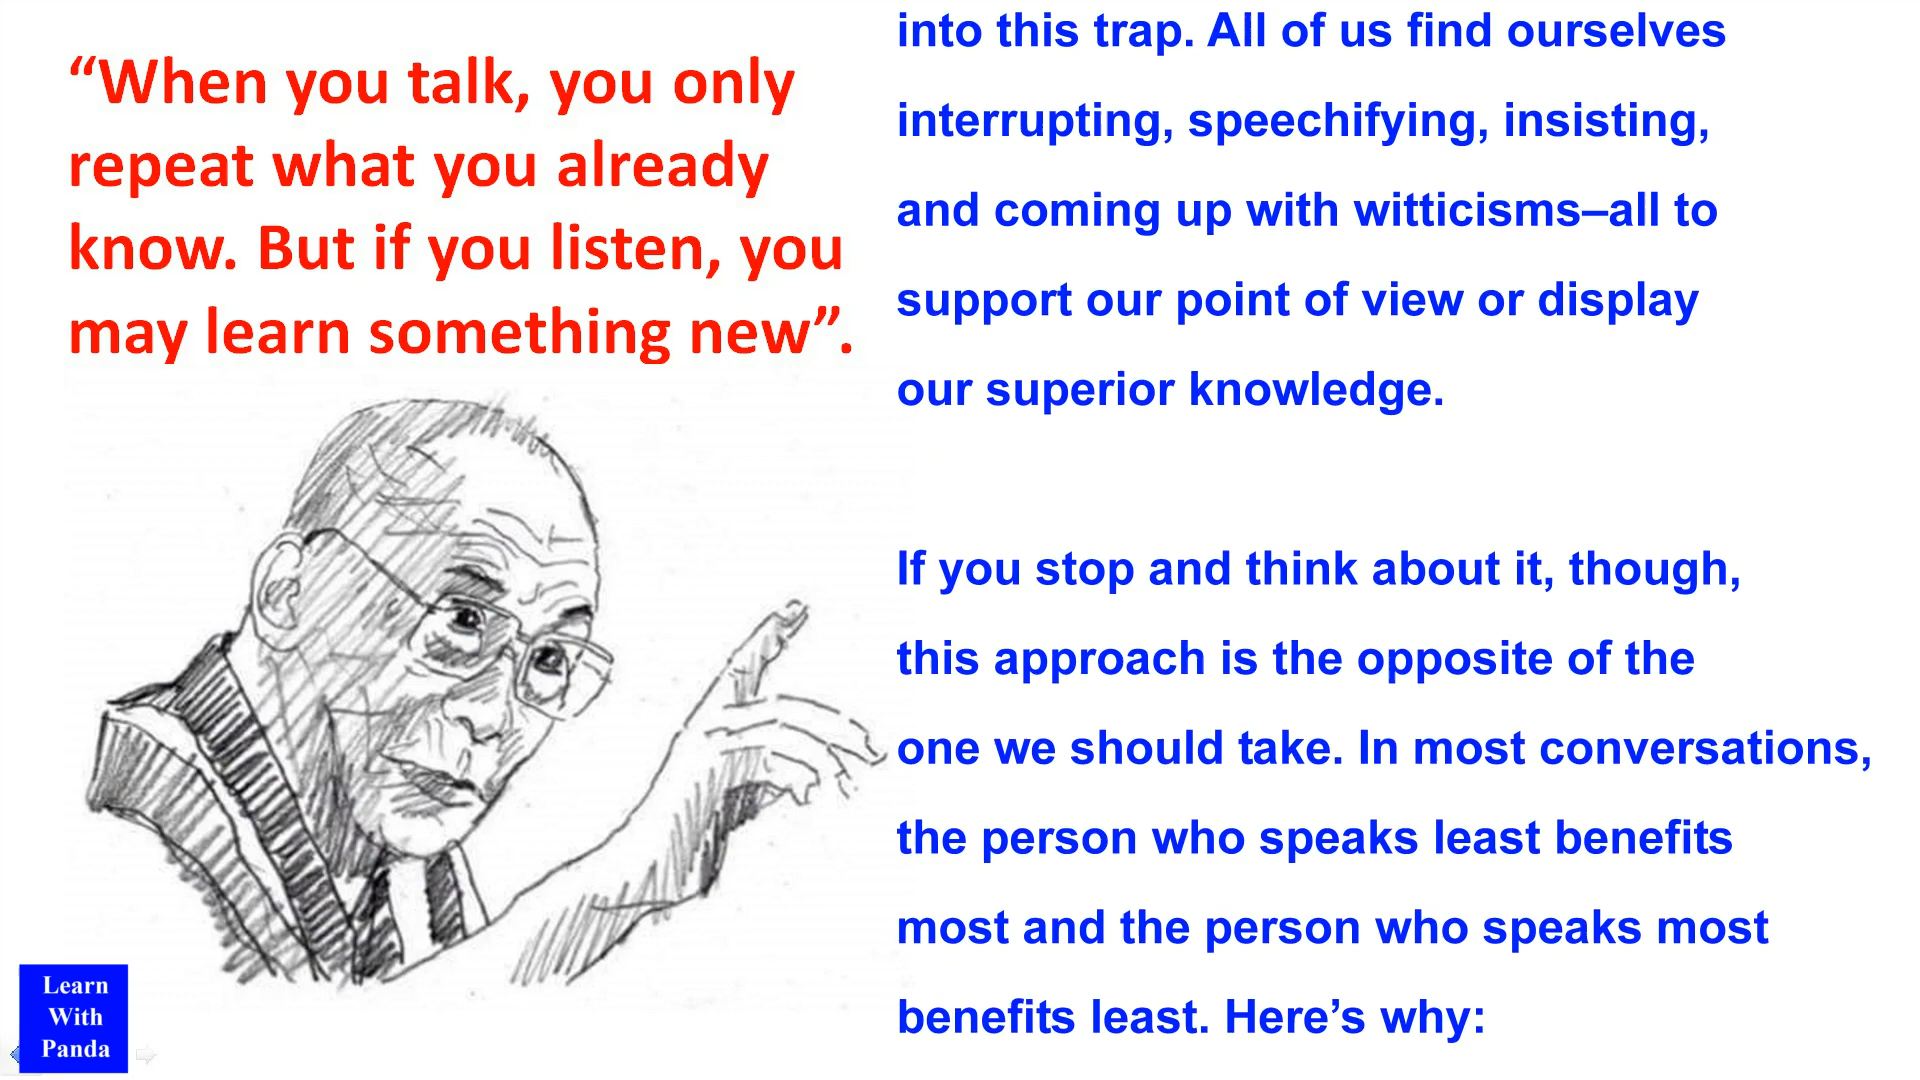 “When you talk, you only
repeat what you already
know. But if you listen, you
may learn something new”.
into this trap. All of us find ourselves
interrupting, speechifying, insisting,
and coming up with witticisms–all to
support our point of view or display
our superior knowledge.
If you stop and think about it, though,
this approach is the opposite of the
one we should take. In most conversations,
the person who speaks least benefits
most and the person who speaks most
benefits least. Here’s why:
Learn
With
Panda